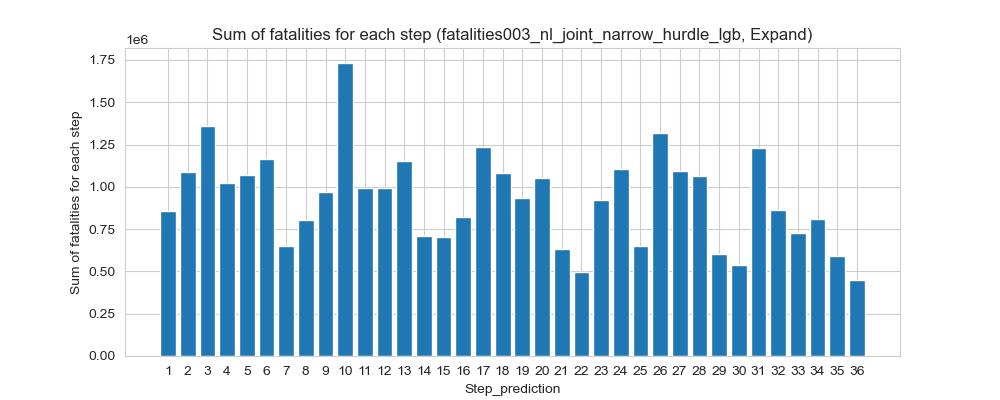 Sum of fatalities for each step (fatalities003_nl_joint_narrow_hurdle_lgb, Expand)
1e6
1.75
1.50
1.25
1.00
0.75
0.50
0.25
0.00
Sum of fatalities for each step
1 2 3 4 5 6 7 8 9 10 11 12 13 14 15 16 17 18 19 20 21 22 23 24 25 26 27 28 29 30 31 32 33 34 35 36
Step_prediction